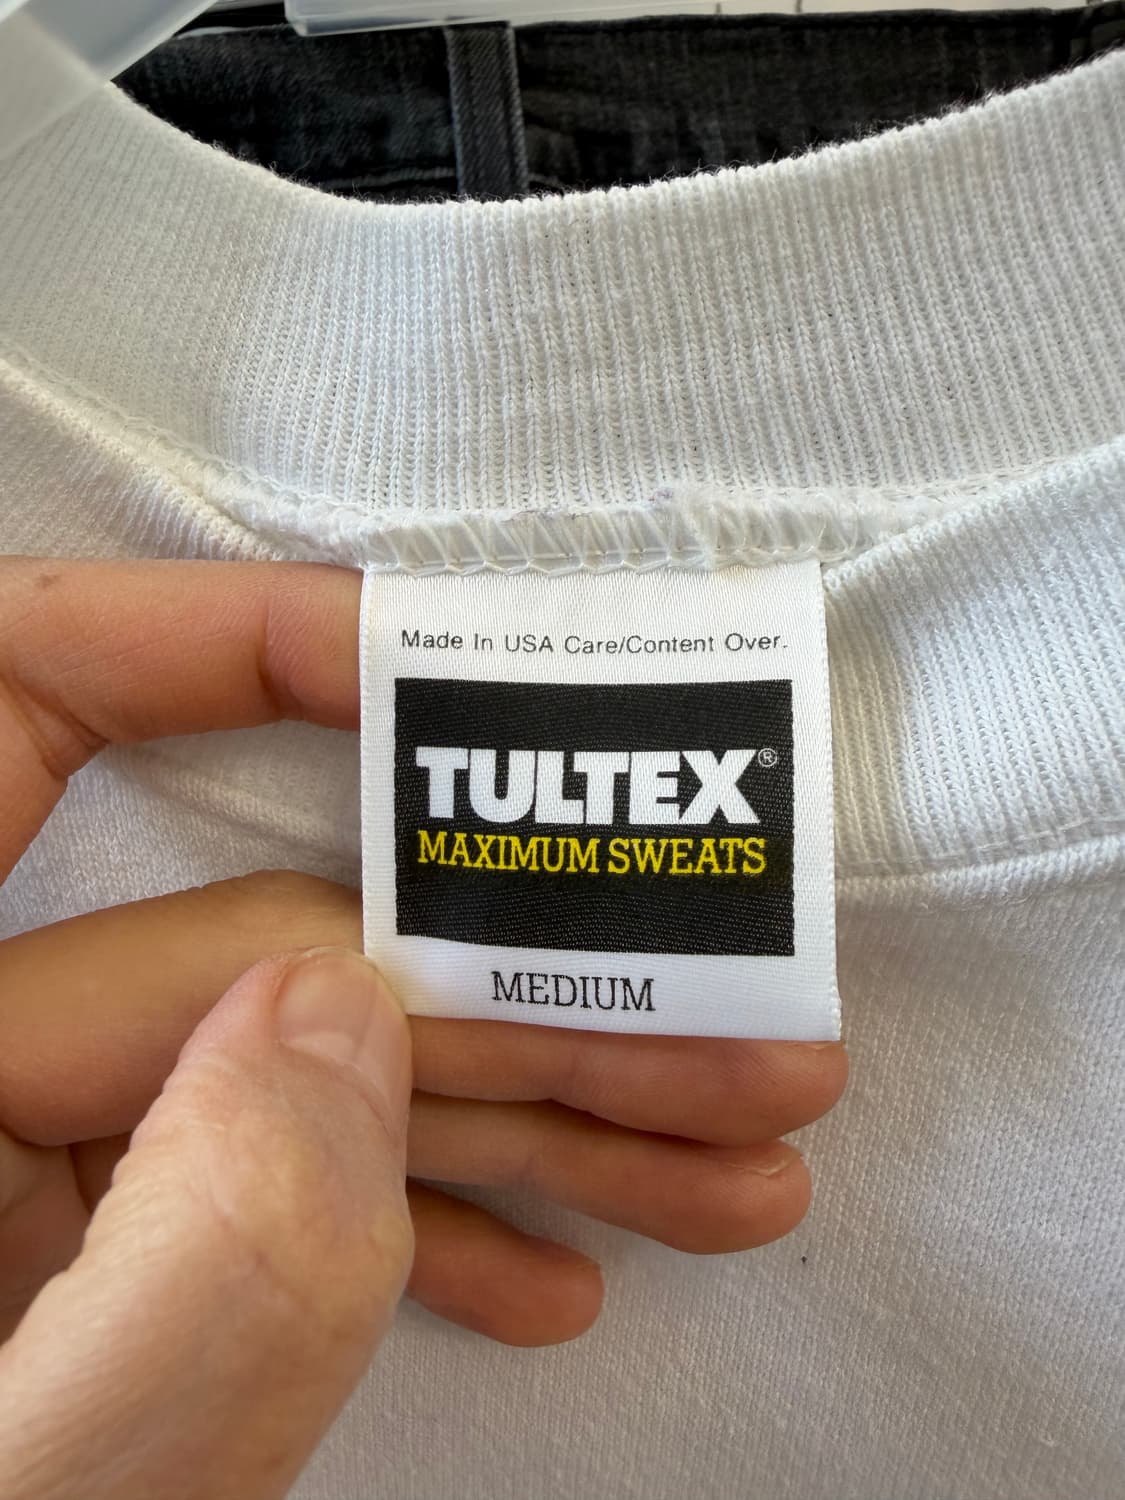 Made In USA Care/Content Over.
TULTEX®
MAXIMUM SWEATS
MEDIUM